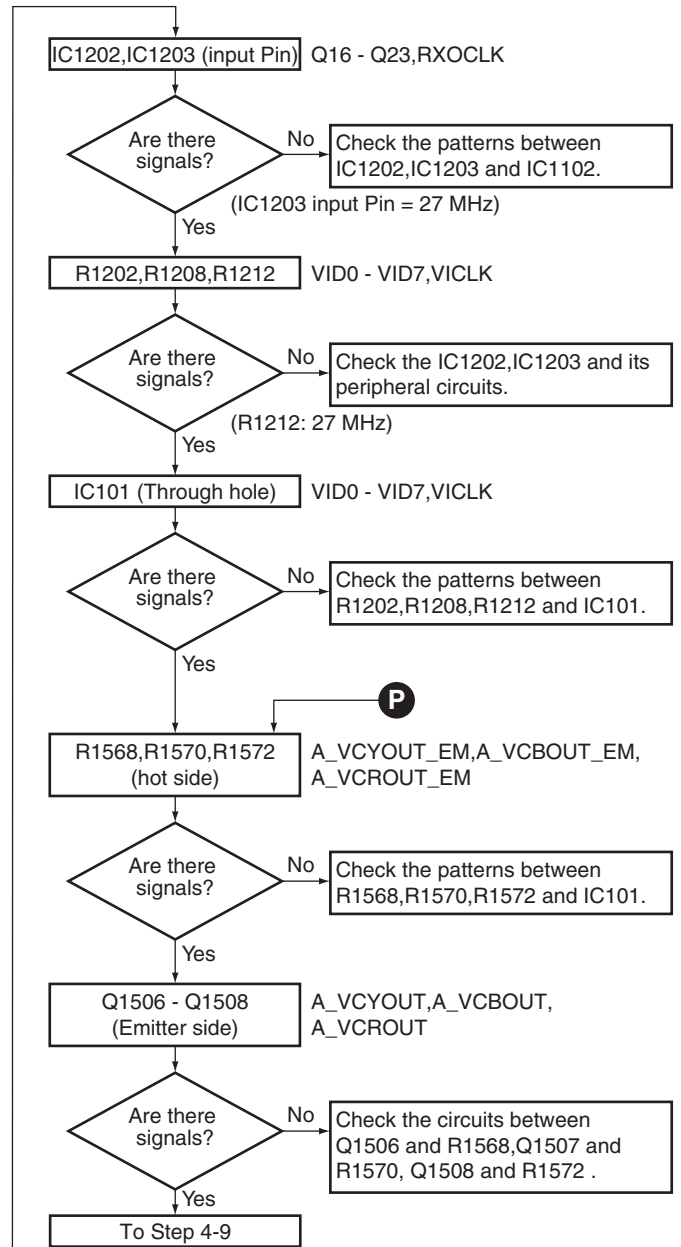 IC1202,IC1203 (input Pin) Q16 - Q23,RXOCLK
Are there
signals?
No
Check the patterns between
IC1202,IC1203 and IC1102.
(IC1203 input Pin = 27 MHz)
Yes
R1202,R1208,R1212 VID0 - VID7,VICLK
Are there
signals?
No
Check the IC1202,IC1203 and its
peripheral circuits.
(R1212: 27 MHz)
Yes
IC101 (Through hole) VID0 - VID7,VICLK
Are there
signals?
No
Check the patterns between
R1202,R1208,R1212 and IC101.
Yes
P
R1568,R1570,R1572
(hot side)
A_VCYOUT_EM,A_VCBOUT_EM,
A_VCROUT_EM
Are there
signals?
No
Check the patterns between
R1568,R1570,R1572 and IC101.
Yes
Q1506 - Q1508
(Emitter side)
A_VCYOUT,A_VCBOUT,
A_VCROUT
Are there
signals?
No
Check the circuits between
Q1506 and R1568,Q1507 and
R1570, Q1508 and R1572 .
Yes
To Step 4-9